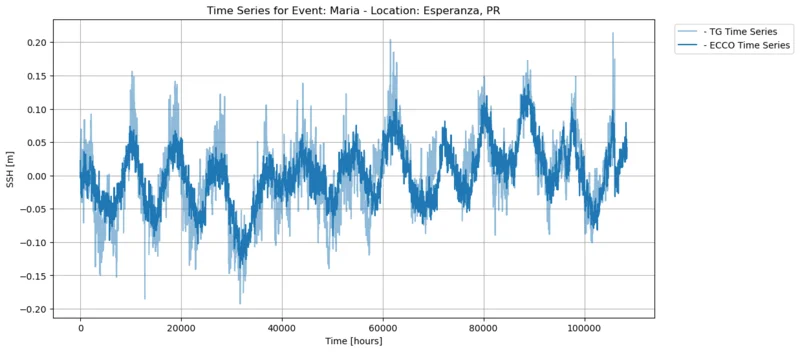 Time Series for Event: Maria - Location: Esperanza, PR
- TG Time Series
- ECCO Time Series
0.20
0.15
0.10
0.05
0.00
−0.05
−0.10
−0.15
−0.20
SSH [m]
0 20000 40000 60000 80000 100000
Time [hours]